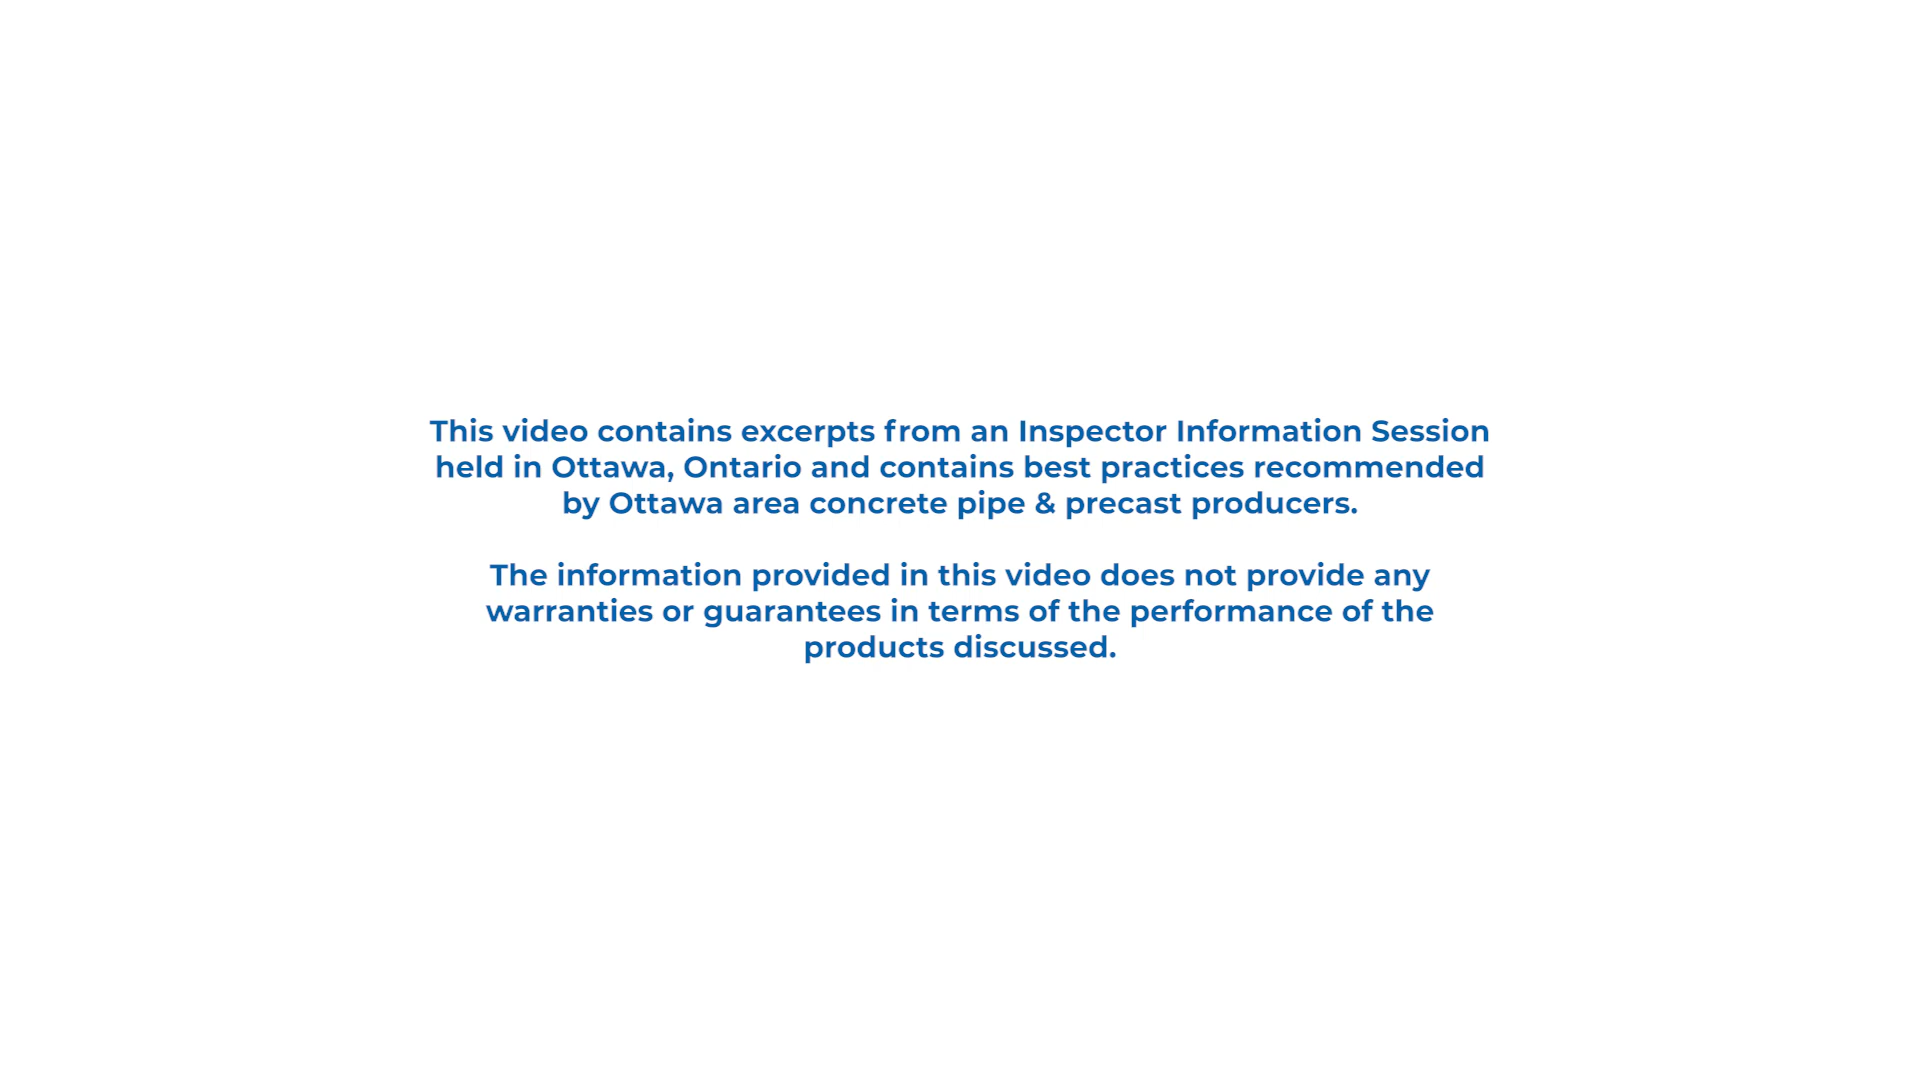 This video contains excerpts from an Inspector Information Session
held in Ottawa, Ontario and contains best practices recommended
by Ottawa area concrete pipe & precast producers.
The information provided in this video does not provide any
warranties or guarantees in terms of the performance of the
products discussed.